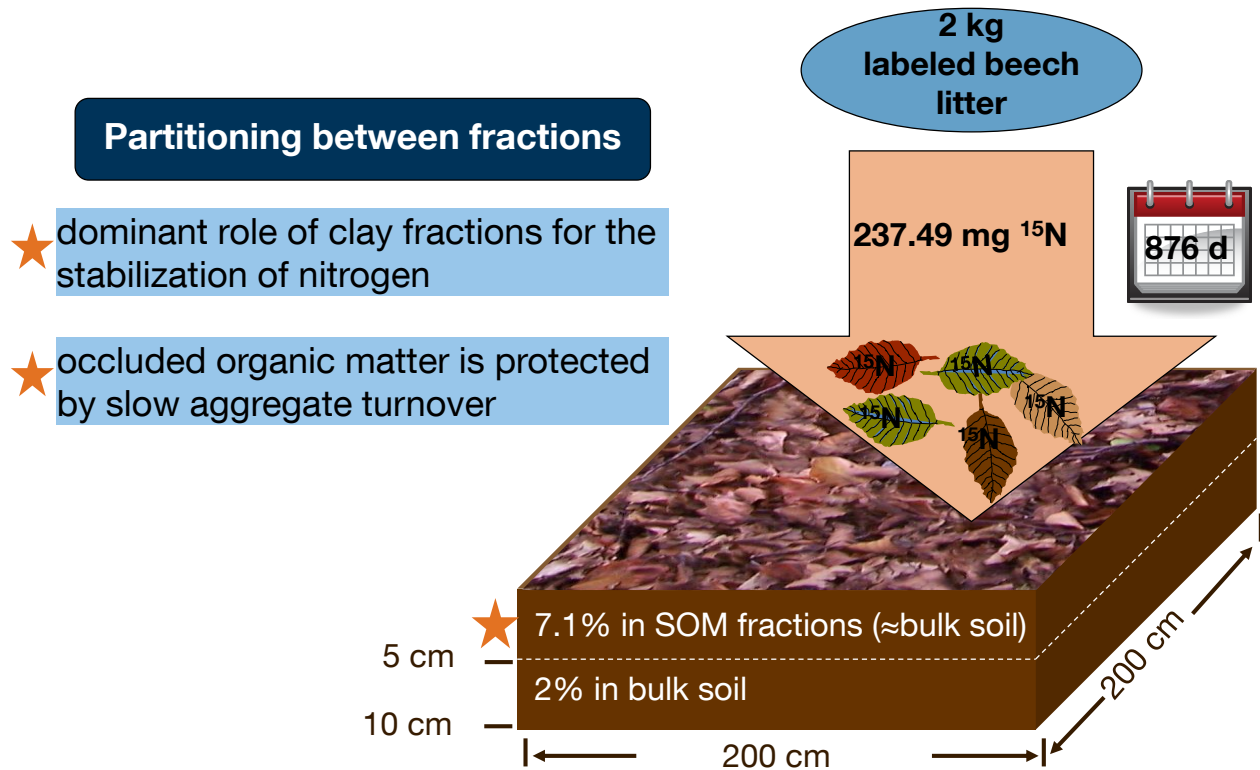 Partitioning between fractions
dominant role of clay fractions for the
stabilization of nitrogen
occluded organic matter is protected
by slow aggregate turnover
2 kg
labeled beech
litter
237.49 mg ¹⁵N
876 d
¹⁵N
¹⁵N
¹⁵N
¹⁵N
¹⁵N
7.1% in SOM fractions (≈bulk soil)
5 cm
2% in bulk soil
10 cm
200 cm
200 cm